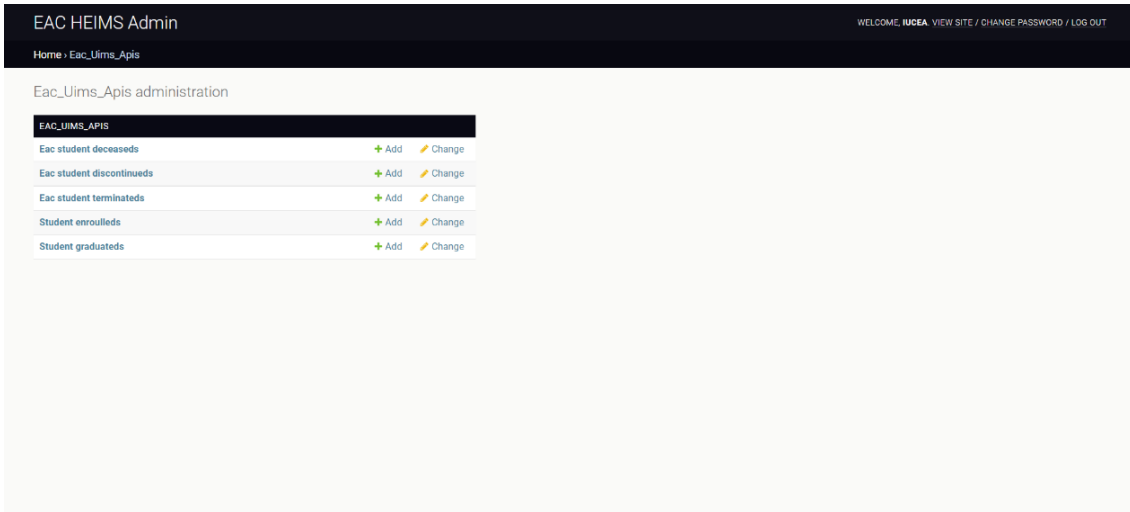 EAC HEIMS Admin
WELCOME, IUCEA. VIEW SITE / CHANGE PASSWORD / LOG OUT
Home › Eac_Uims_Apis
Eac_Uims_Apis administration
EAC_UIMS_APIS
Eac student deceaseds + Add Change
Eac student discontinueds + Add Change
Eac student terminateds + Add Change
Student enroulleds + Add Change
Student graduateds + Add Change